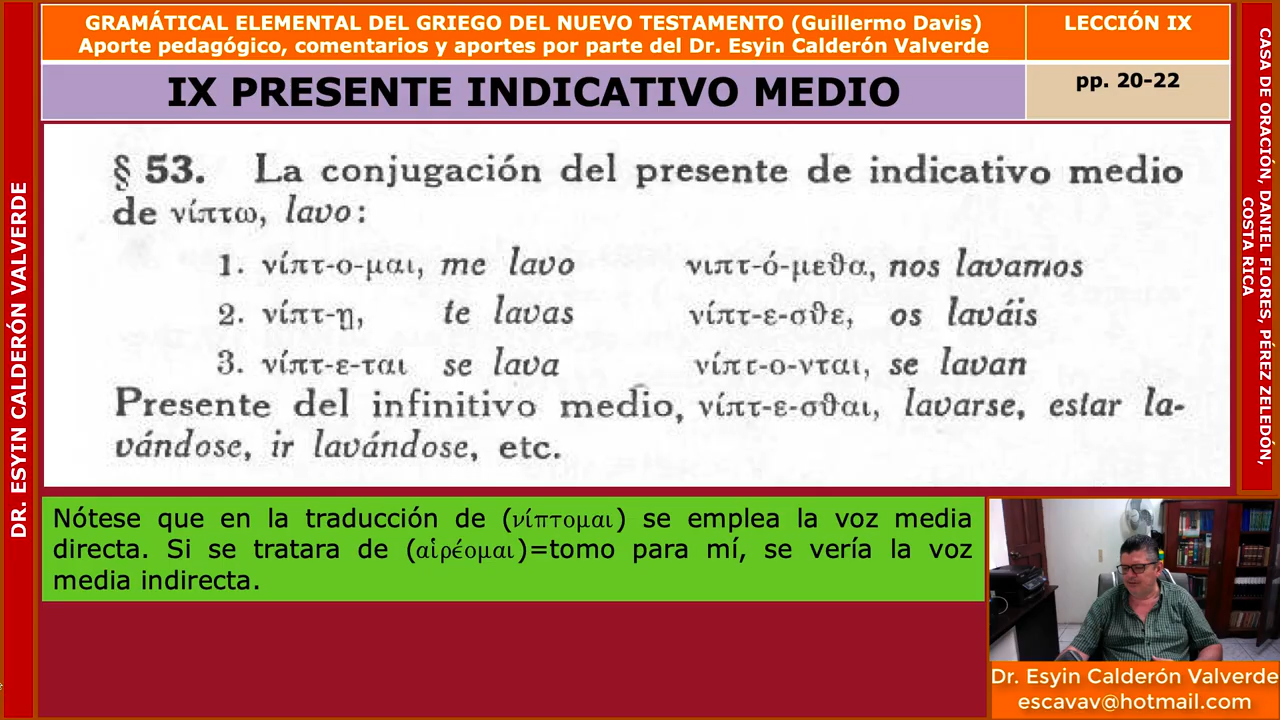 GRAMÁTICAL ELEMENTAL DEL GRIEGO DEL NUEVO TESTAMENTO (Guillermo Davis)
Aporte pedagógico, comentarios y aportes por parte del Dr. Esyin Calderón Valverde
LECCIÓN IX
IX PRESENTE INDICATIVO MEDIO
pp. 20-22
DR. ESYIN CALDERÓN VALVERDE
CASA DE ORACIÓN, DANIEL FLORES, PÉREZ ZELEDÓN,
COSTA RICA
§ 53. La conjugación del presente de indicativo medio
de νίπτω, lavo:
1. νίπτ-ο-μαι, me lavo νιπτ-ό-μεθα, nos lavamos
2. νίπτ-ῃ, te lavas νίπτ-ε-σθε, os laváis
3. νίπτ-ε-ται se lava νίπτ-ο-νται, se lavan
Presente del infinitivo medio, νίπτ-ε-σθαι, lavarse, estar la-
vándose, ir lavándose, etc.
Nótese que en la traducción de (νίπτομαι) se emplea la voz media
directa. Si se tratara de (αἱρέομαι)=tomo para mí, se vería la voz
media indirecta.
Dr. Esyin Calderón Valverde
escavav@hotmail.com